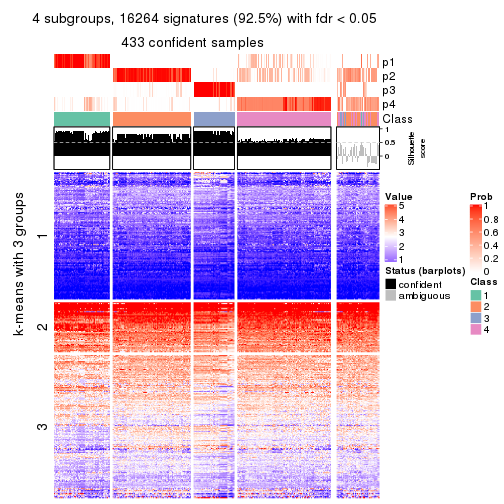 4 subgroups, 16264 signatures (92.5%) with fdr < 0.05
433 confident samples
p1
p2
p3
p4
Class
1
0.5
0
Silhouette
score
k-means with 3 groups
1
2
3
Value
5
4
3
2
1
Status (barplots)
confident
ambiguous
Prob
1
0.8
0.6
0.4
0.2
0
Class
1
2
3
4